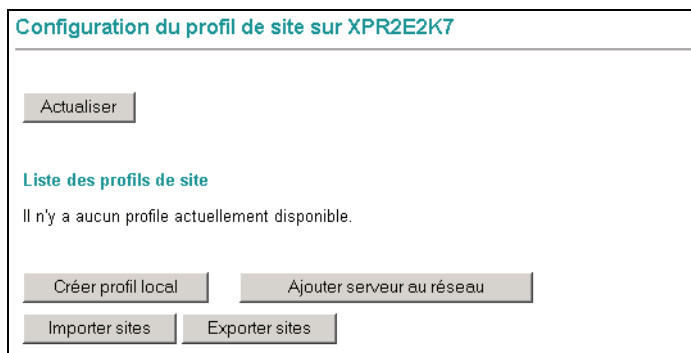 Configuration du profil de site sur XPR2E2K7
Actualiser
Liste des profils de site
Il n'y a aucun profile actuellement disponible.
Créer profil local Ajouter serveur au réseau
Importer sites Exporter sites